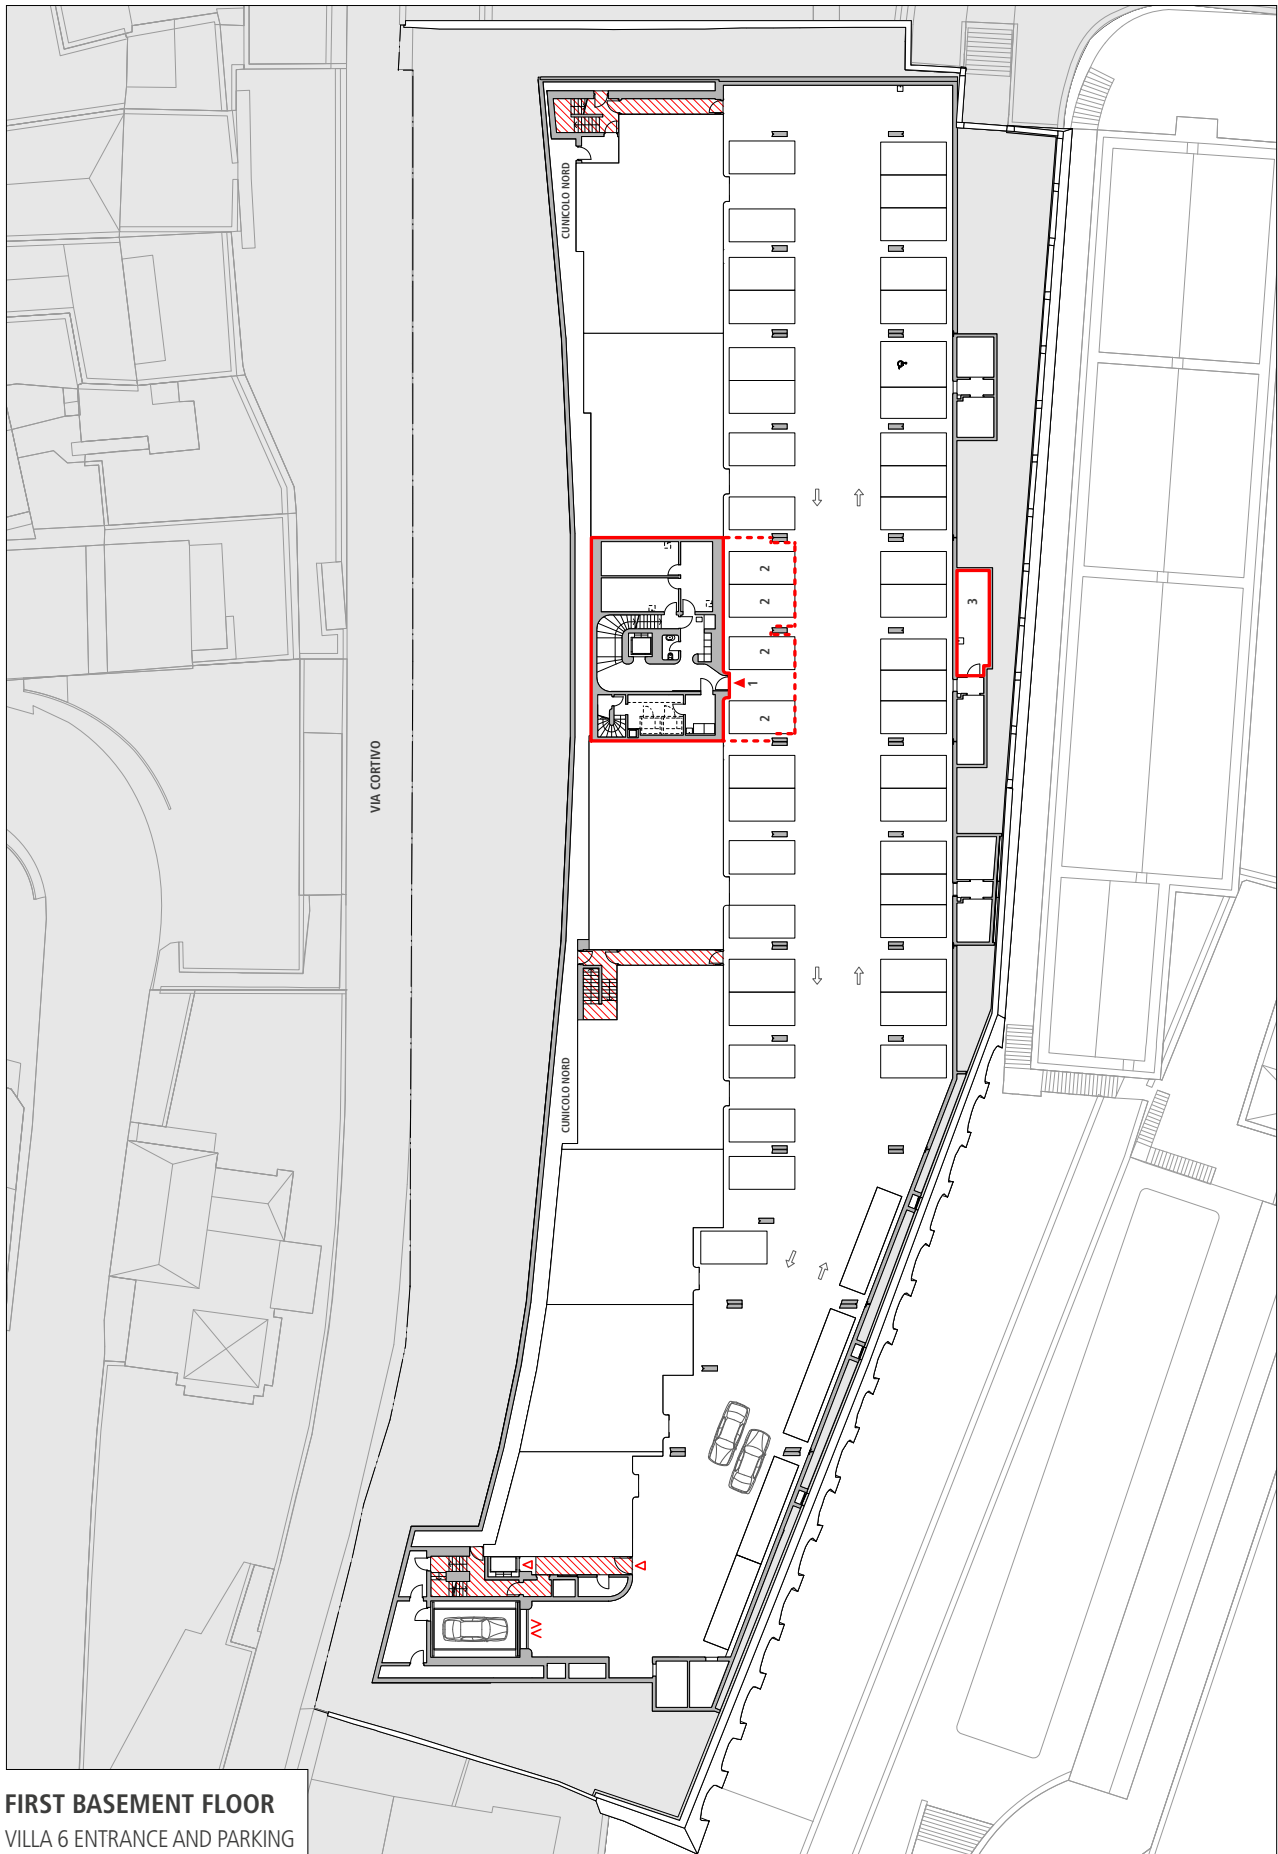 CUNICOLO NORD
2
2
3
2
1
2
VIA CORTIVO
CUNICOLO NORD
FIRST BASEMENT FLOOR
VILLA 6 ENTRANCE AND PARKING